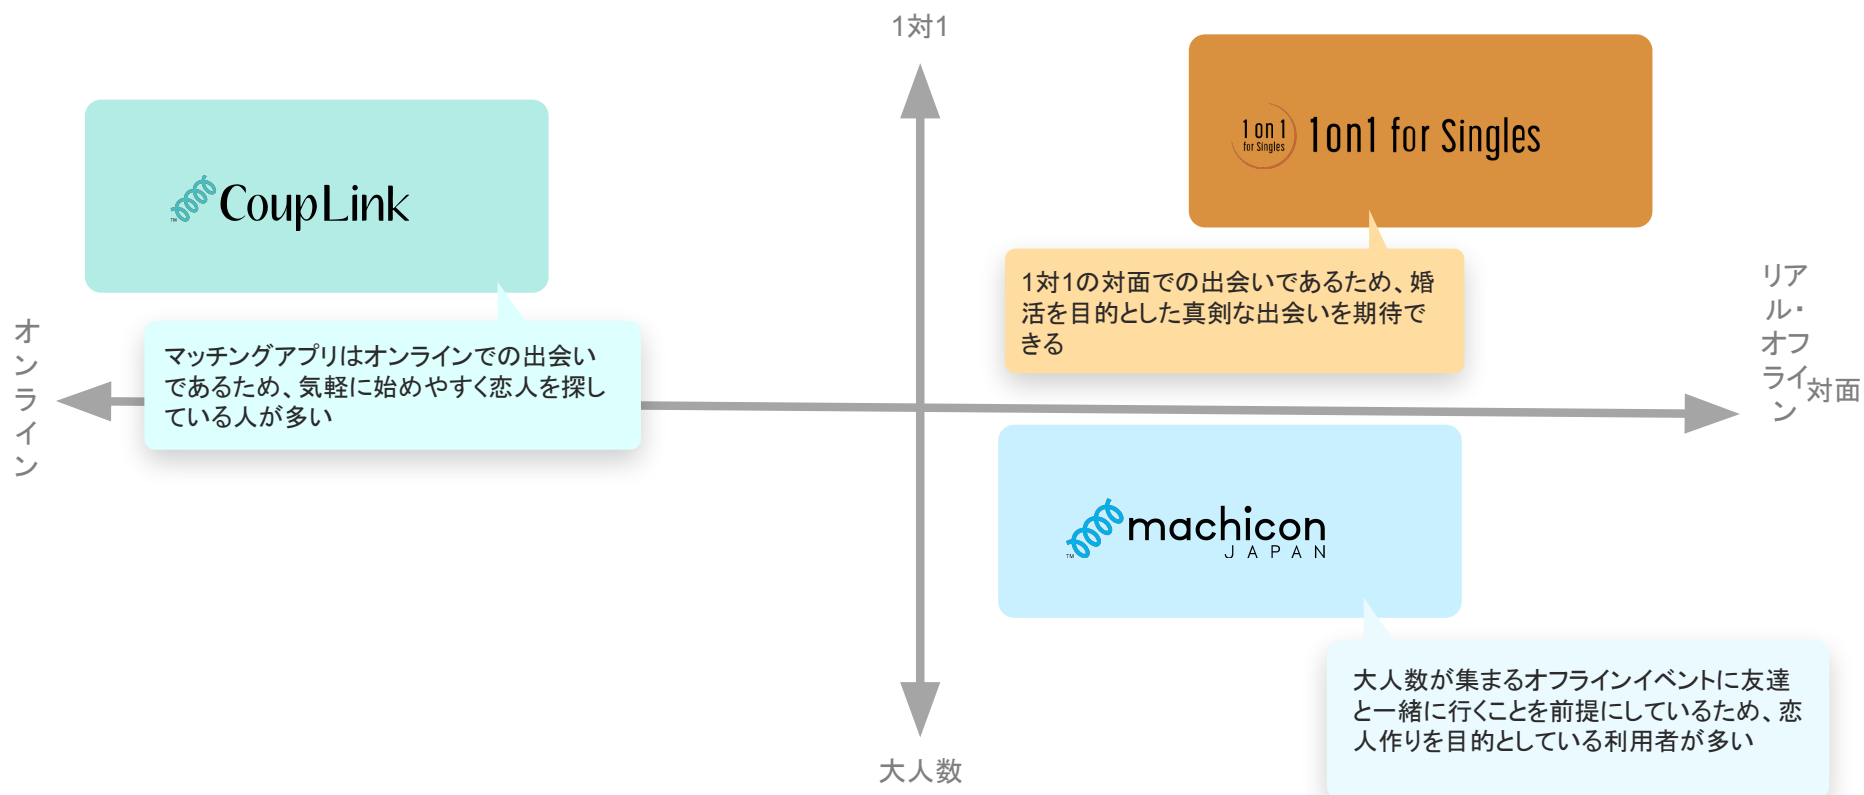 1対1
1 on 1
for Singles
1on1 for Singles
TM
CoupLink
1対1の対面での出会いであるため、婚
活を目的とした真剣な出会いを期待で
きる
リア
ル・
オフ
ライ
ン
対面
オ
ン
ラ
イ
ン
マッチングアプリはオンラインでの出会い
であるため、気軽に始めやすく恋人を探し
ている人が多い
TM
machicon
JAPAN
大人数が集まるオフラインイベントに友達
と一緒に行くことを前提にしているため、恋
人作りを目的としている利用者が多い
大人数